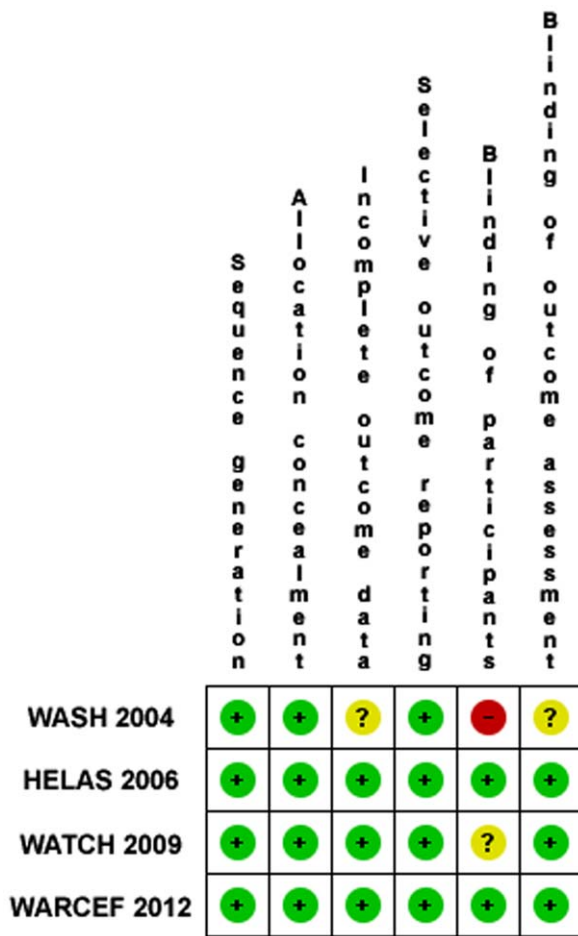 Sequence generation
Allocation concealment
Incomplete outcome data
Selective outcome reporting
Blinding of participants
Blinding of outcome assessment
WASH 2004 + + ? + - ?
HELAS 2006 + + + + + +
WATCH 2009 + + + + ? +
WARCEF 2012 + + + + + +